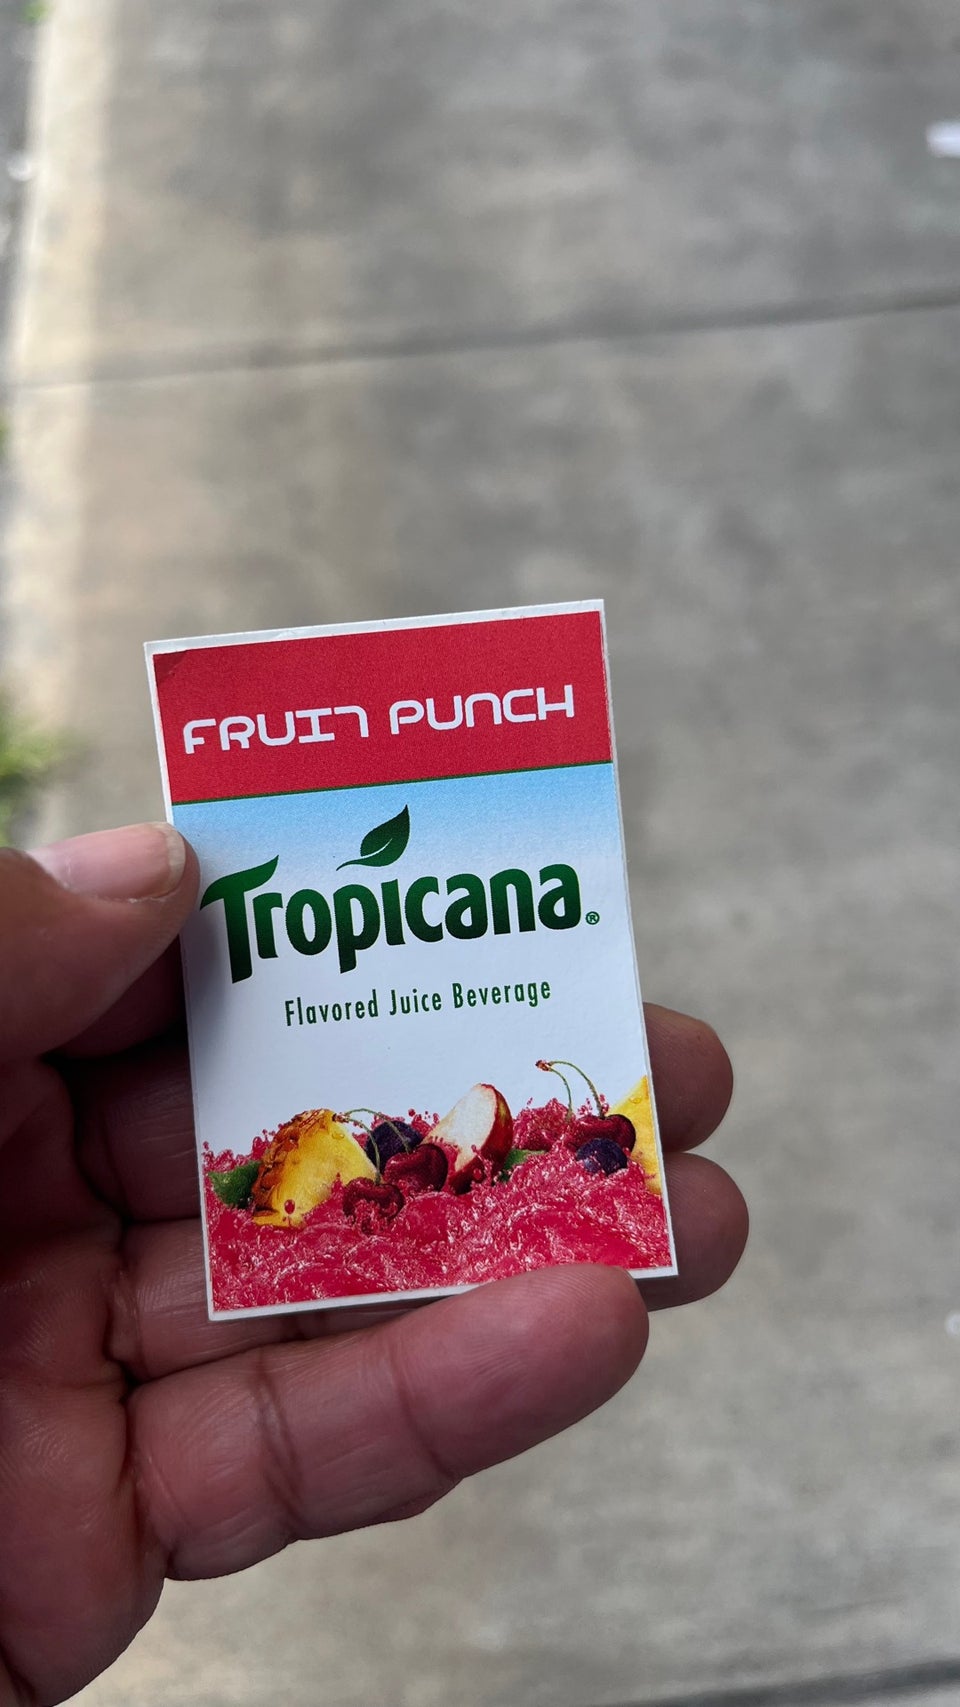 FRUIT PUNCH
Tropicana®
Flavored Juice Beverage